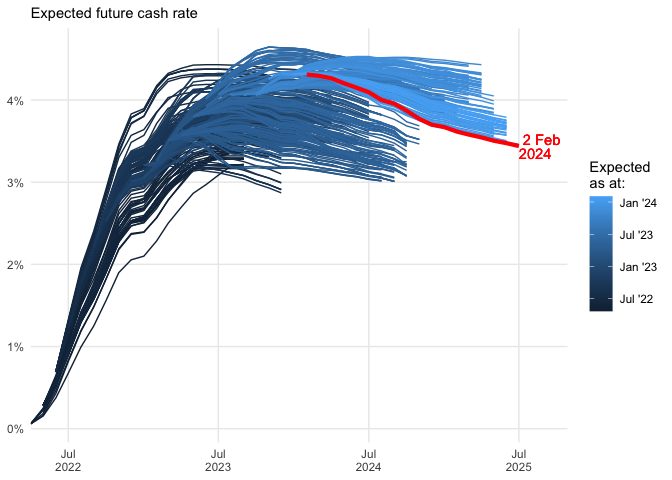 Expected future cash rate
4%
3%
2%
1%
0%
Jul
2022
Jul
2023
Jul
2024
Jul
2025
2 Feb
2024
Expected
as at:
Jan '24
Jul '23
Jan '23
Jul '22